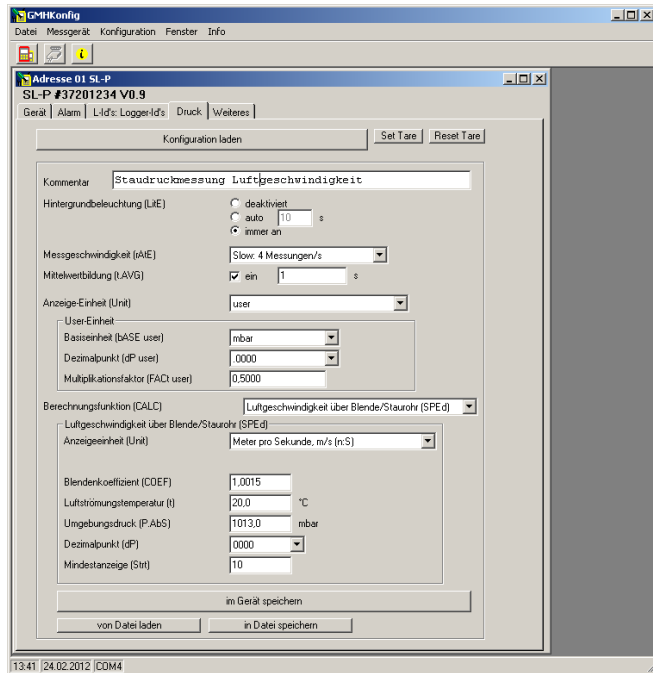 GMHKonfig
Datei Messgerät Konfiguration Fenster Info
Adresse 01 SL-P
SL-P #37201234 V0.9
Gerät Alarm L-Id's: Logger-Id's Druck Weiteres
Konfiguration laden Set Tare Reset Tare
Kommentar Staudruckmessung Luftgeschwindigkeit
Hintergrundbeleuchtung (LitE) deaktiviert
auto 10 s
immer an
Messgeschwindigkeit (rAtE) Slow: 4 Messungen/s
Mittelwertbildung (t.AVG) ein 1 s
Anzeige-Einheit (Unit) user
User-Einheit
Basiseinheit (bASE user) mbar
Dezimalpunkt (dP user) .0000
Multiplikationsfaktor (FACt user) 0,5000
Berechnungsfunktion (CALC) Luftgeschwindigkeit über Blende/Staurohr (SPEd)
Luftgeschwindigkeit über Blende/Staurohr (SPEd)
Anzeigeeinheit (Unit) Meter pro Sekunde, m/s (n:S)
Blendenkoeffizient (COEF) 1,0015
Luftströmungstemperatur (t) 20,0 °C
Umgebungsdruck (P.AbS) 1013,0 mbar
Dezimalpunkt (dP) 0000
Mindestanzeige (Strt) 10
im Gerät speichern
von Datei laden in Datei speichern
13:41 24.02.2012 COM4